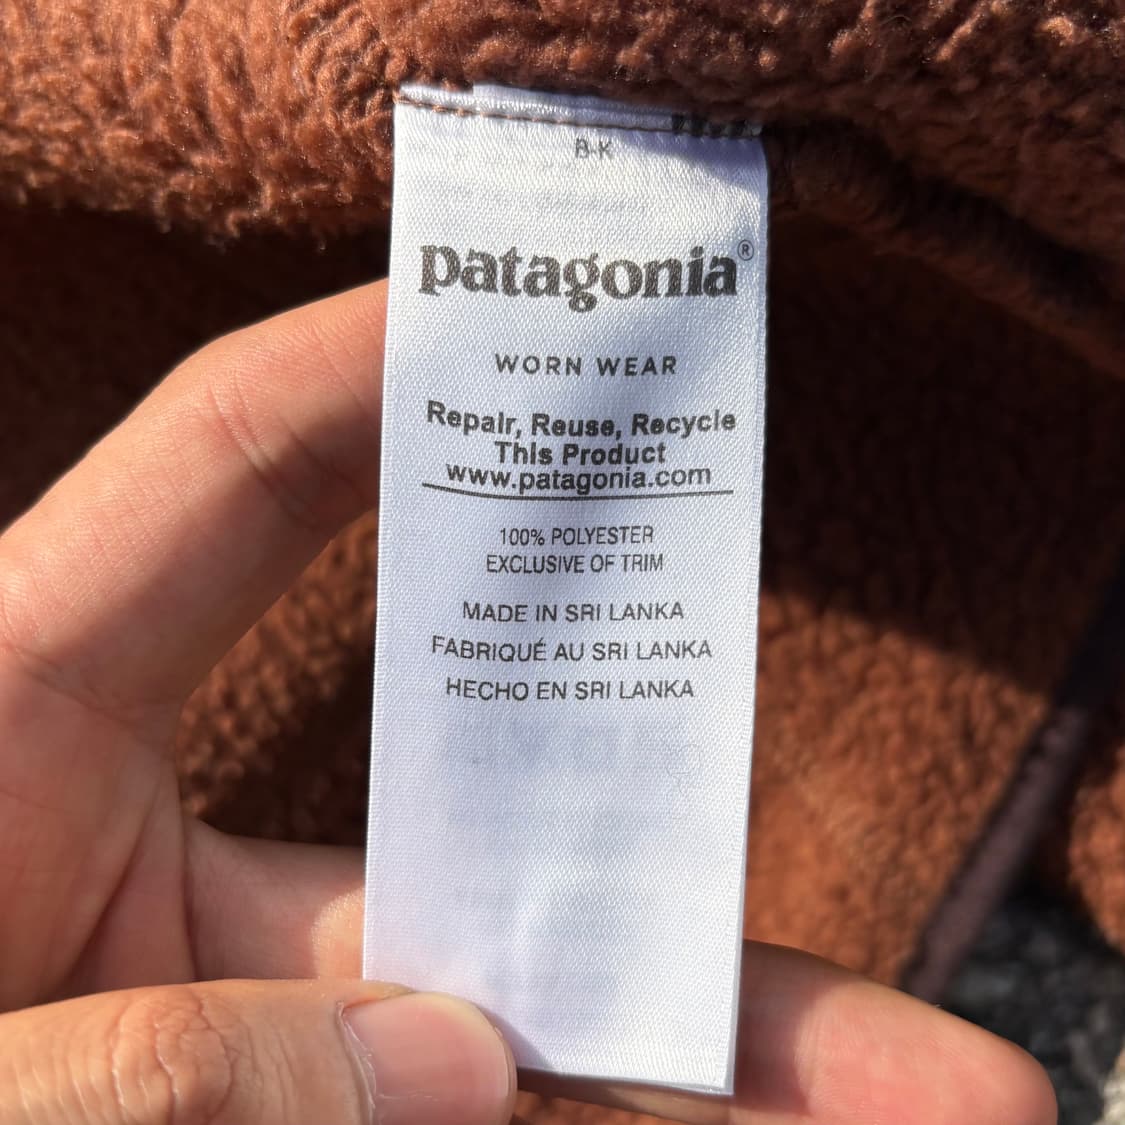 B-K
patagonia®
WORN WEAR
Repair, Reuse, Recycle
This Product
www.patagonia.com
100% POLYESTER
EXCLUSIVE OF TRIM
MADE IN SRI LANKA
FABRIQUÉ AU SRI LANKA
HECHO EN SRI LANKA